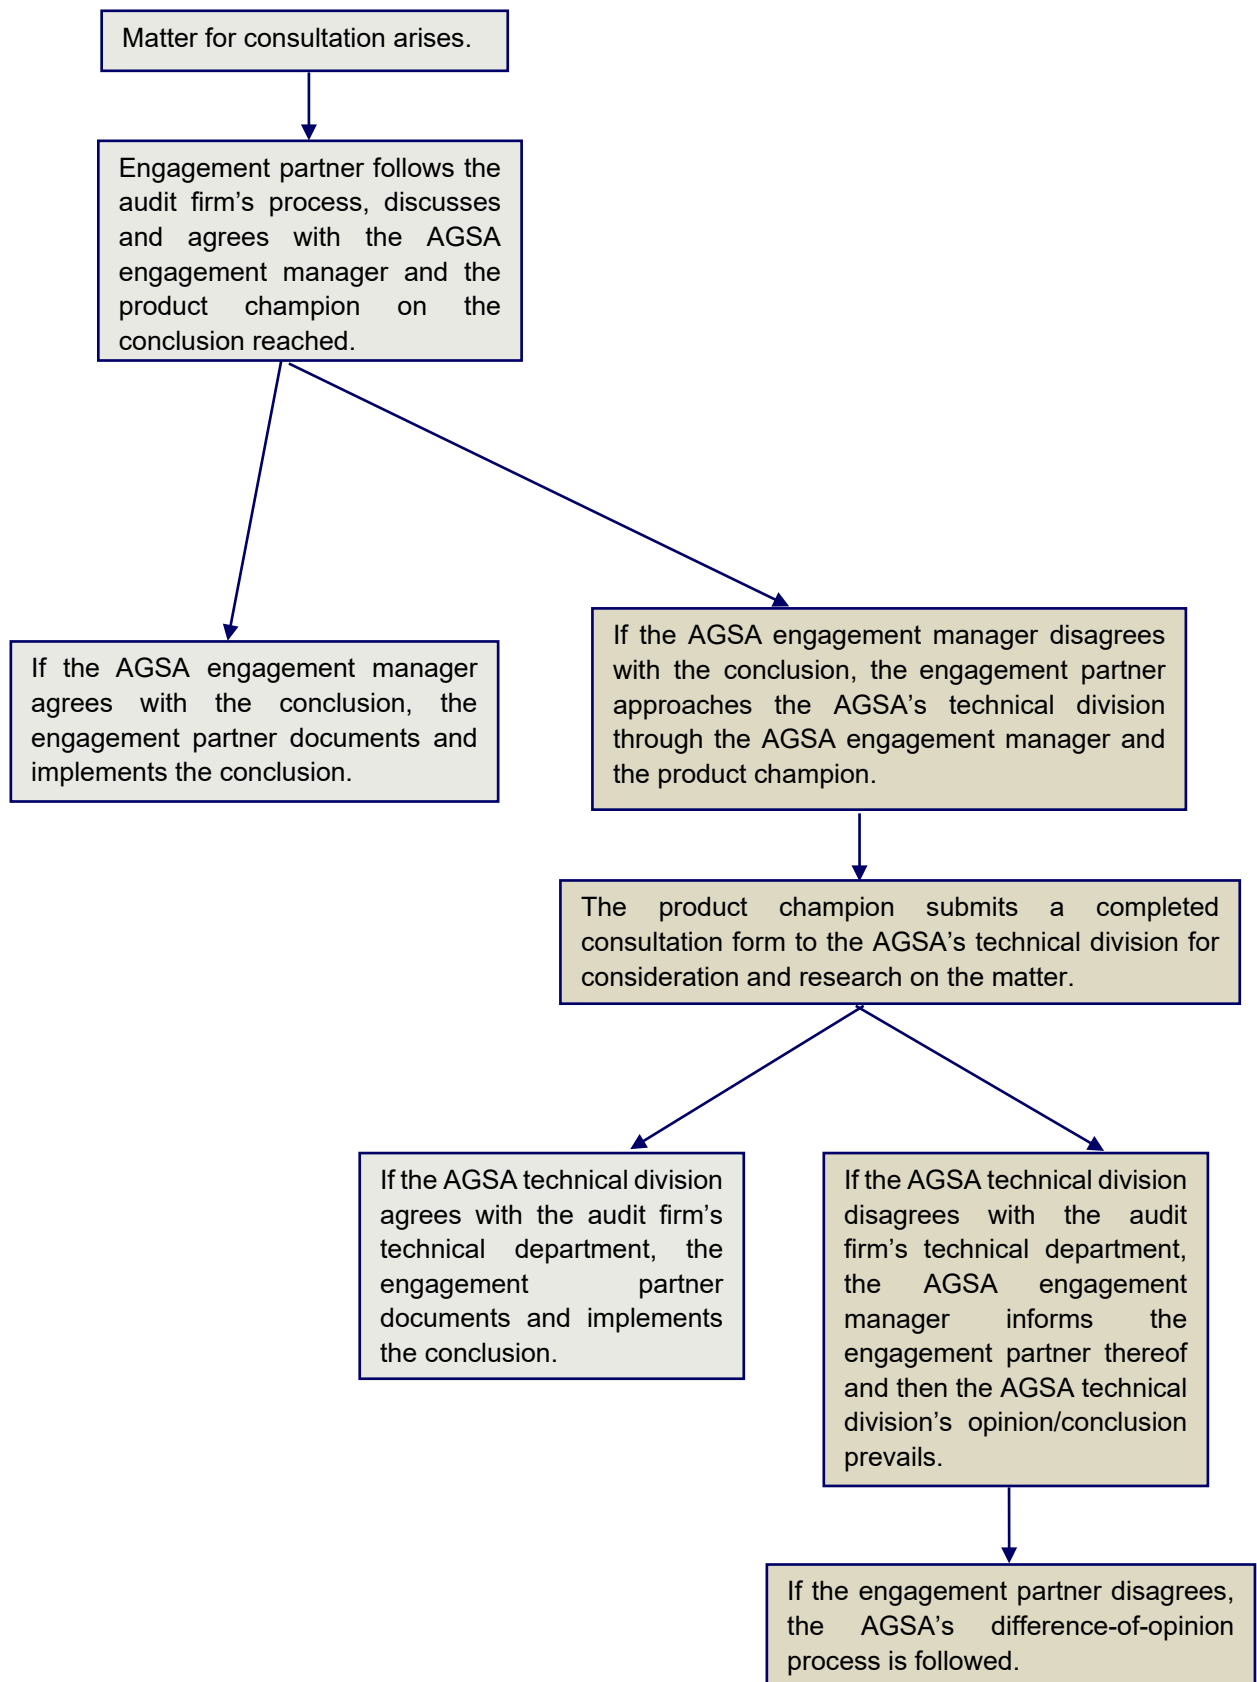 Matter for consultation arises.
Engagement partner follows the
audit firm’s process, discusses
and agrees with the AGSA
engagement manager and the
product champion on the
conclusion reached.
If the AGSA engagement manager
agrees with the conclusion, the
engagement partner documents and
implements the conclusion.
If the AGSA engagement manager disagrees
with the conclusion, the engagement partner
approaches the AGSA’s technical division
through the AGSA engagement manager and
the product champion.
The product champion submits a completed
consultation form to the AGSA’s technical division for
consideration and research on the matter.
If the AGSA technical division
agrees with the audit firm’s
technical department, the
engagement partner
documents and implements
the conclusion.
If the AGSA technical division
disagrees with the audit
firm’s technical department,
the AGSA engagement
manager informs the
engagement partner thereof
and then the AGSA technical
division’s opinion/conclusion
prevails.
If the engagement partner disagrees,
the AGSA’s difference-of-opinion
process is followed.